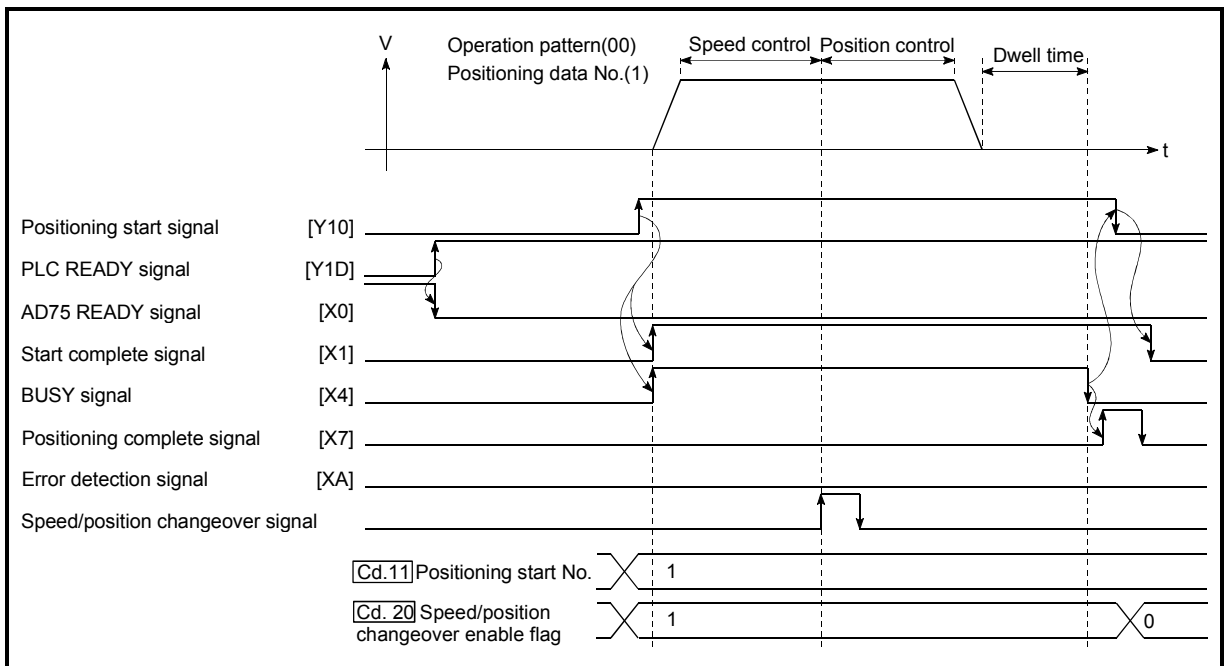 V
Operation pattern(00)
Positioning data No.(1)
Speed control
Position control
Dwell time
t
Positioning start signal [Y10]
PLC READY signal [Y1D]
AD75 READY signal [X0]
Start complete signal [X1]
BUSY signal [X4]
Positioning complete signal [X7]
Error detection signal [XA]
Speed/position changeover signal
Cd.11 Positioning start No. 1
Cd. 20 Speed/position
changeover enable flag 1 0